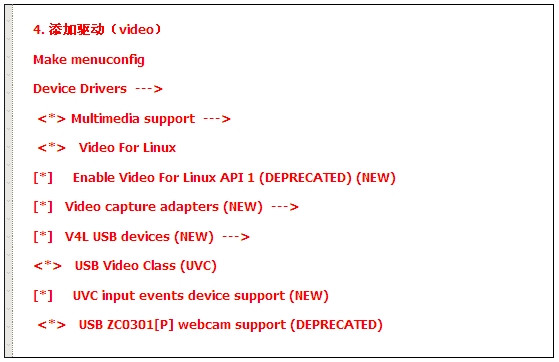 4. 添加驱动（video）
Make menuconfig
Device Drivers  --->
<*> Multimedia support  --->
<*>   Video For Linux
[*]     Enable Video For Linux API 1 (DEPRECATED) (NEW)
[*]   Video capture adapters (NEW)  --->
[*]   V4L USB devices (NEW)  --->
<*>   USB Video Class (UVC)
[*]     UVC input events device support (NEW)
<*>   USB ZC0301[P] webcam support (DEPRECATED)